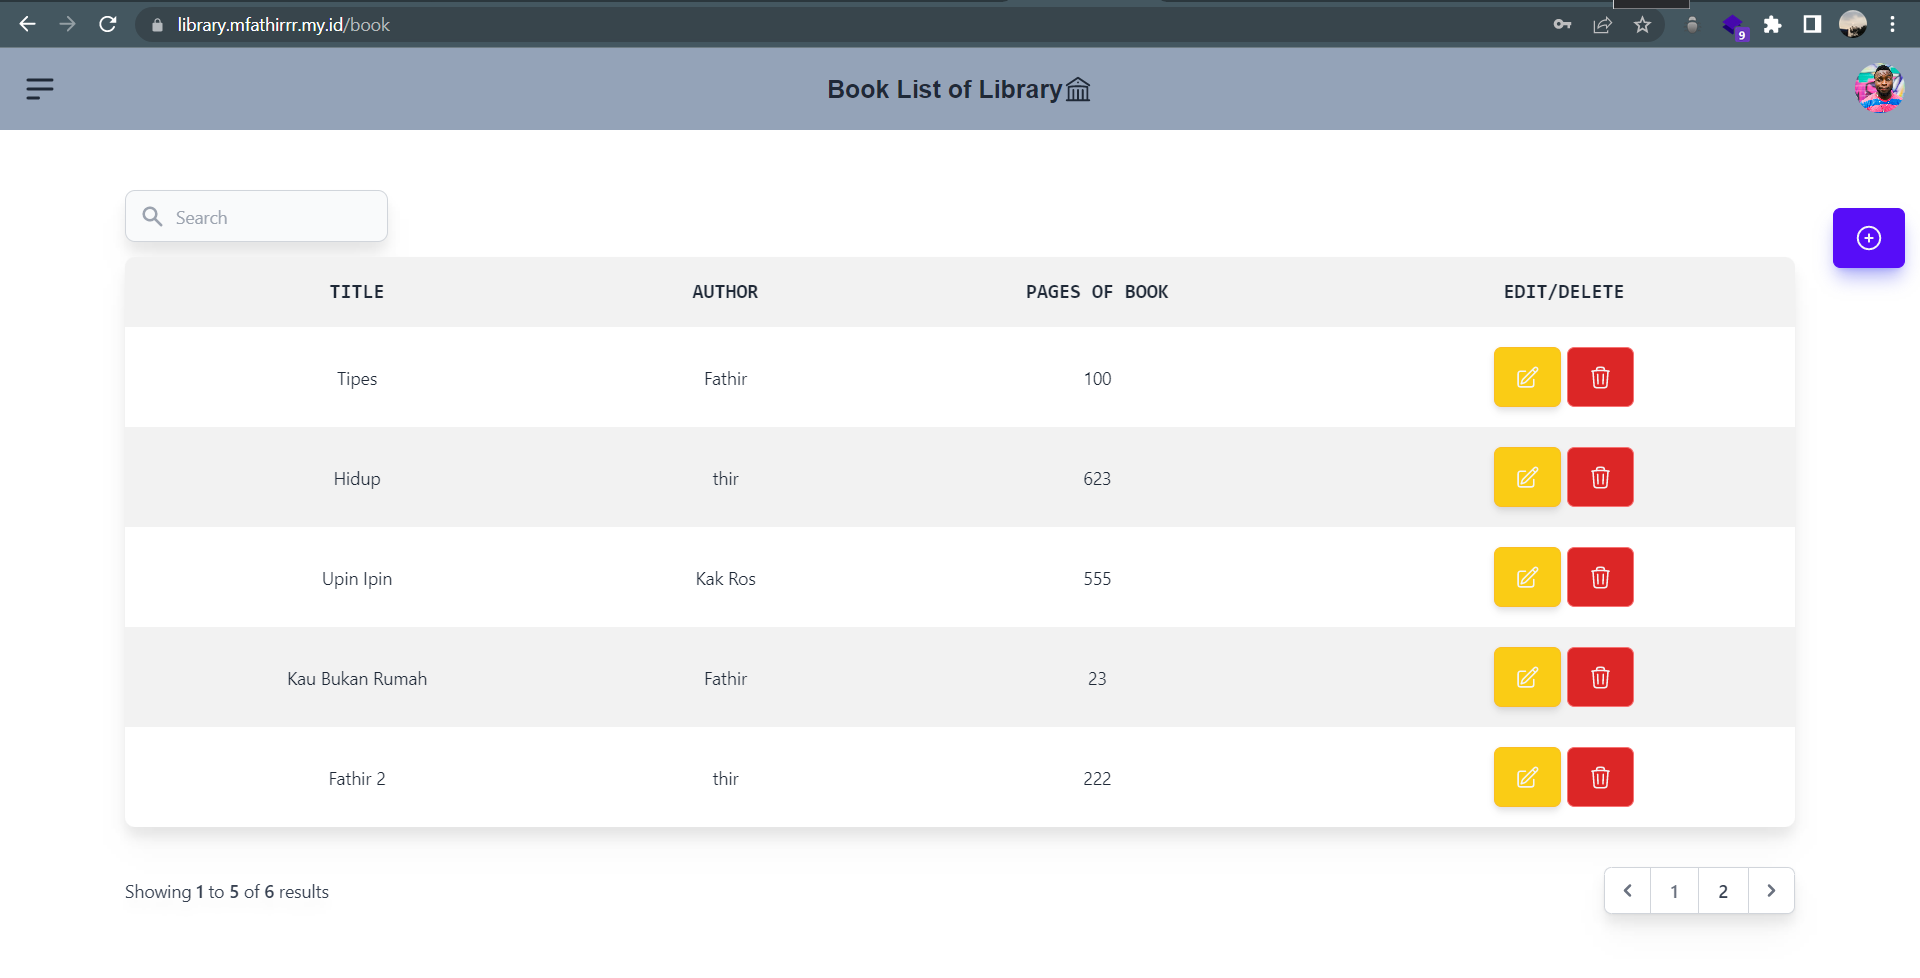 library.mfathirrr.my.id/book
9
Book List of Library
Search
TITLE AUTHOR PAGES OF BOOK EDIT/DELETE
Tipes Fathir 100
Hidup thir 623
Upin Ipin Kak Ros 555
Kau Bukan Rumah Fathir 23
Fathir 2 thir 222
Showing 1 to 5 of 6 results
1 2